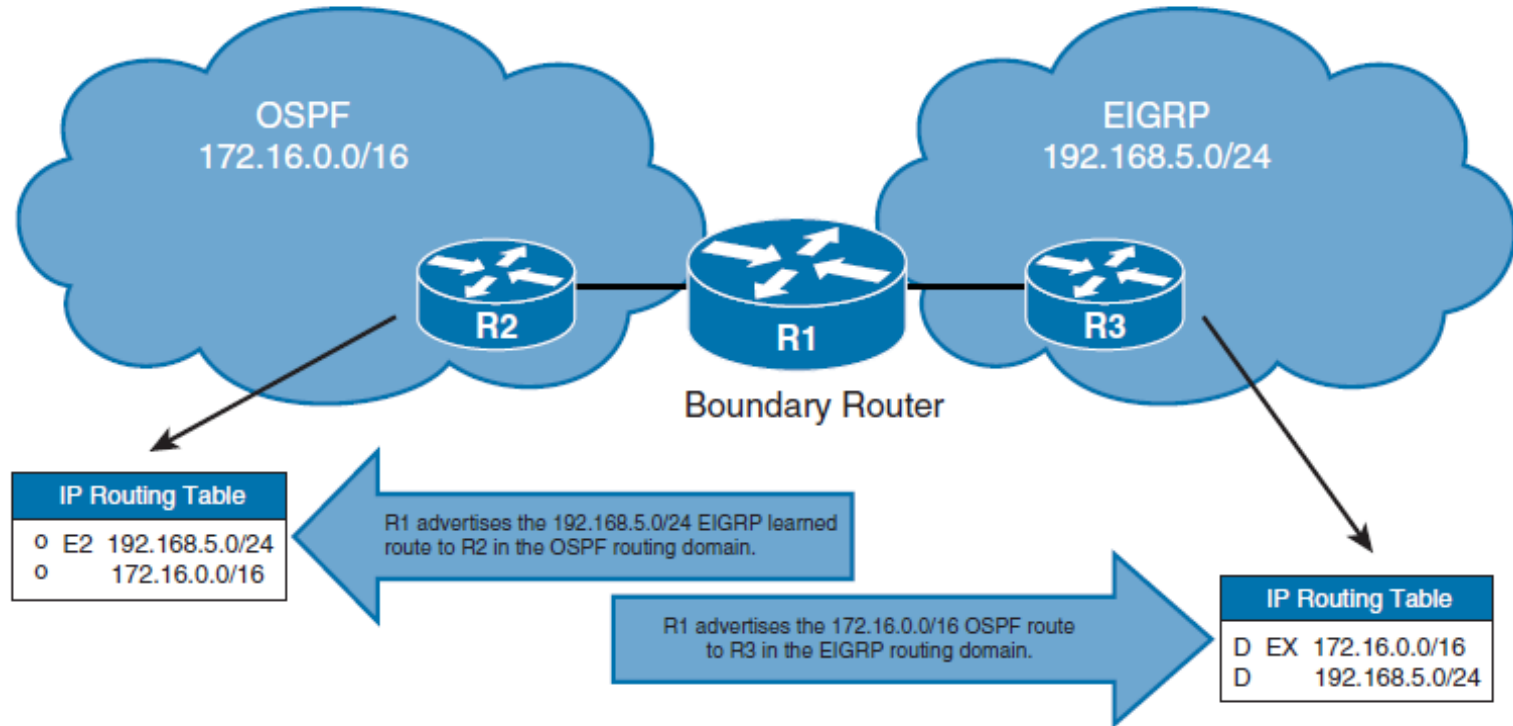 OSPF
172.16.0.0/16
EIGRP
192.168.5.0/24
R2
R1
R3
Boundary Router
IP Routing Table
O E2 192.168.5.0/24
O 172.16.0.0/16
R1 advertises the 192.168.5.0/24 EIGRP learned
route to R2 in the OSPF routing domain.
R1 advertises the 172.16.0.0/16 OSPF route
to R3 in the EIGRP routing domain.
IP Routing Table
D EX 172.16.0.0/16
D 192.168.5.0/24